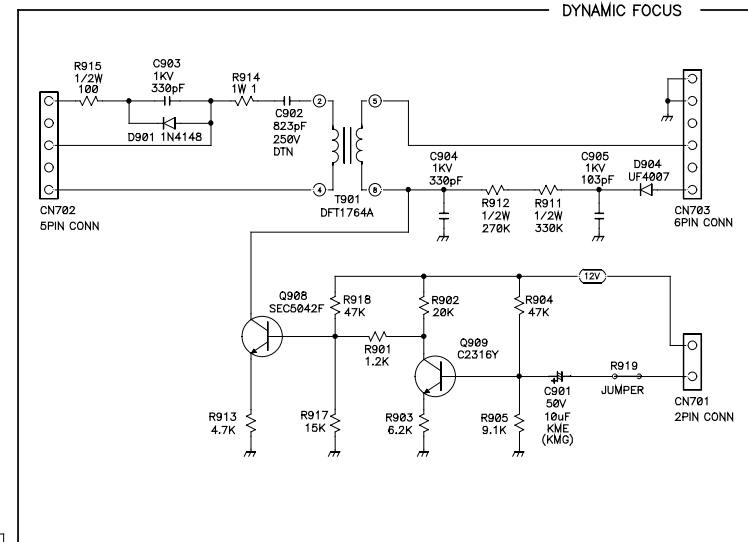 DYNAMIC FOCUS
R915
1/2W
100
C903
1KV
330pF
R914
1W 1
C902
823pF
250V
DTN
D901 1N4148
2
5
4
8
T901
DFT1764A
CN702
5PIN CONN
C904
1KV
330pF
R912
1/2W
270K
R911
1/2W
330K
C905
1KV
103pF
D904
UF4007
CN703
6PIN CONN
12V
Q908
SEC5042F
R918
47K
R902
20K
R904
47K
R901
1.2K
Q909
C2316Y
R913
4.7K
R917
15K
R903
6.2K
R905
9.1K
C901
50V
10uF
KME
(KMG)
R919
JUMPER
CN701
2PIN CONN